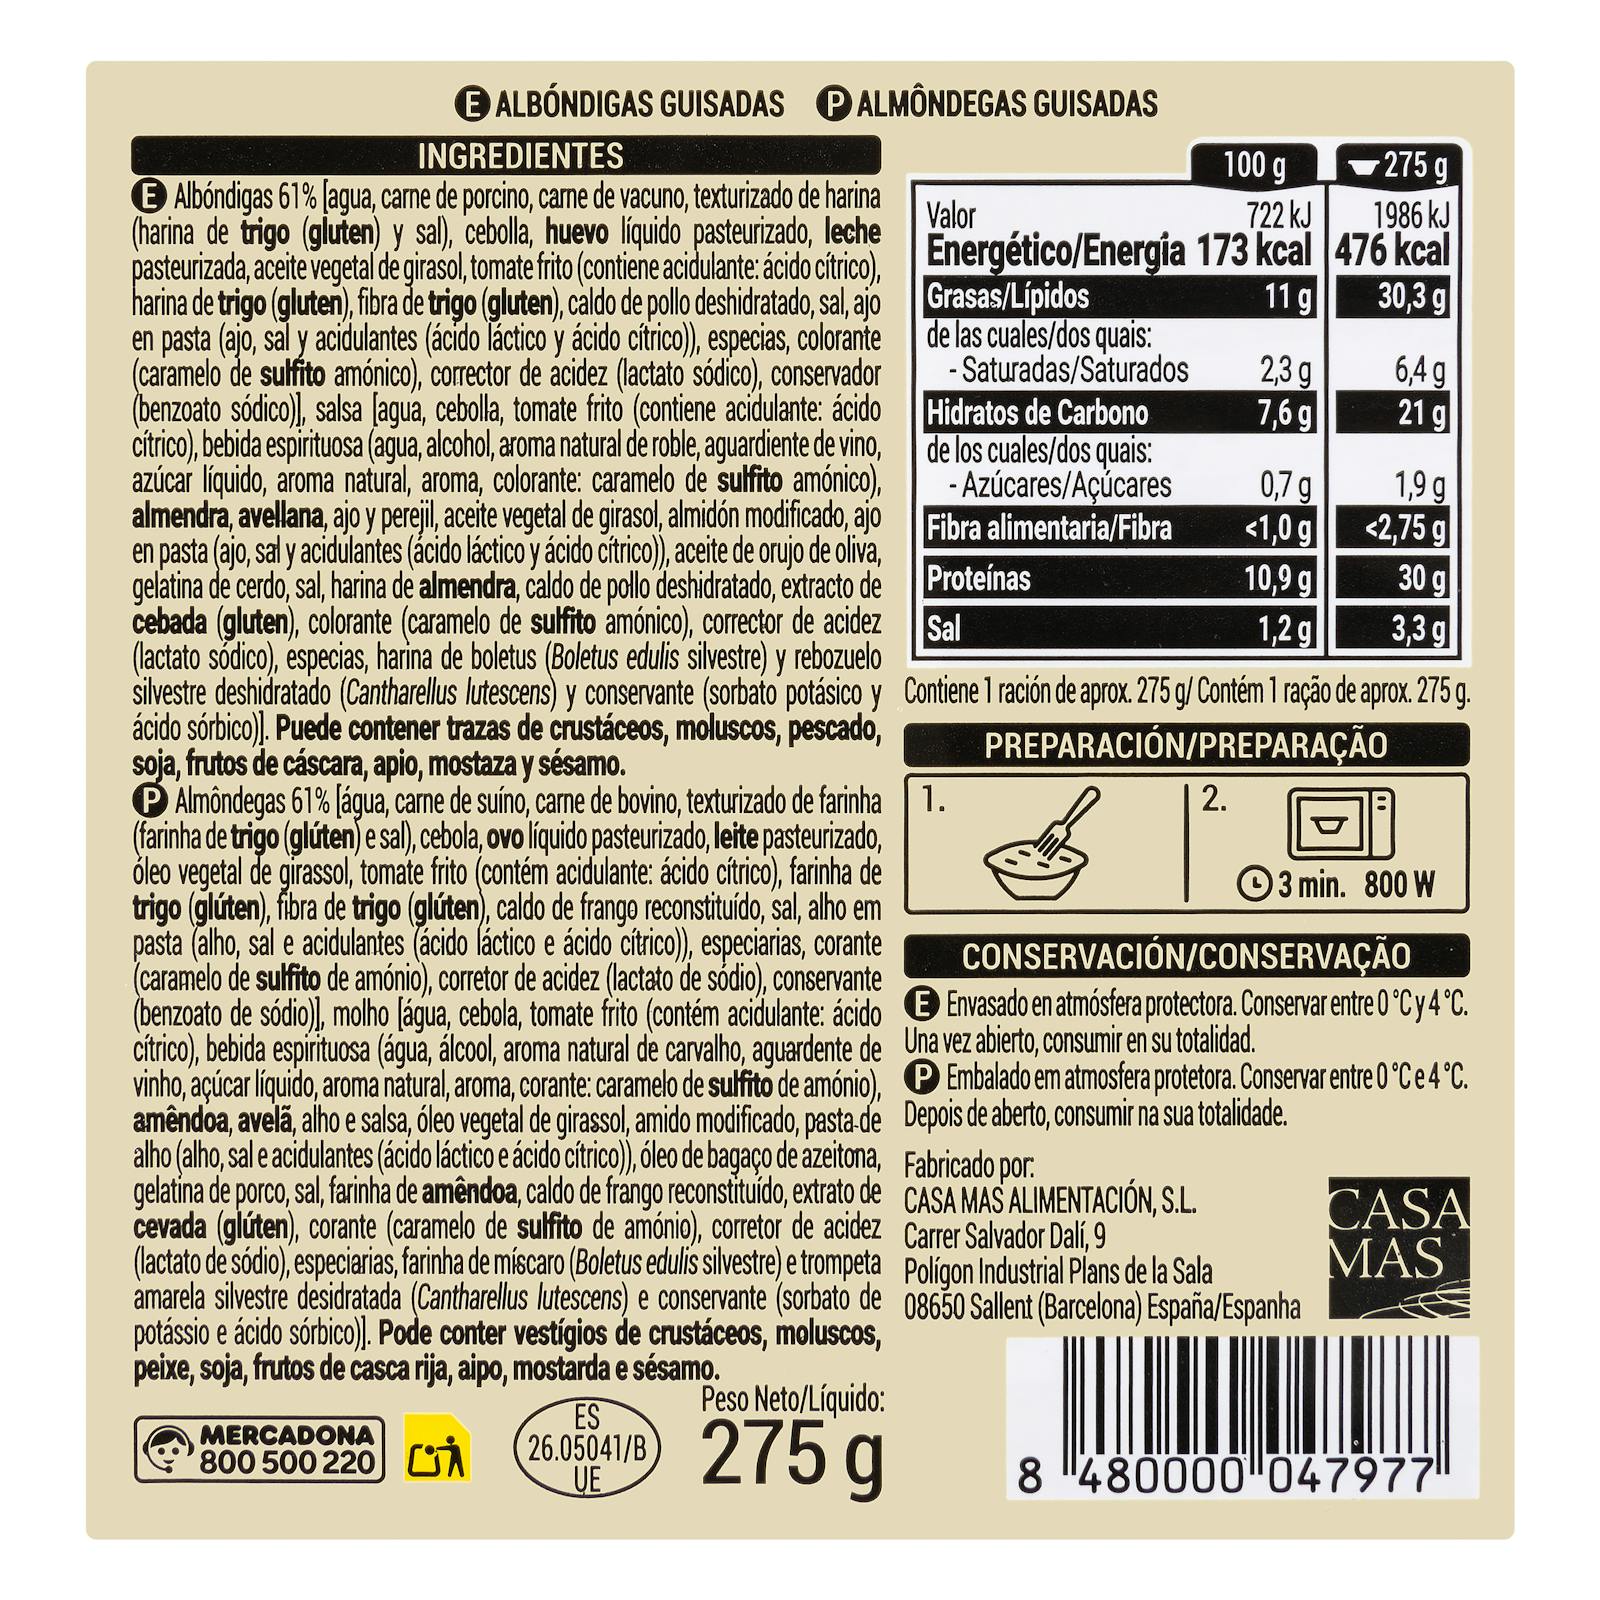 E ALBÓNDIGAS GUISADAS P ALMÔNDEGAS GUISADAS
INGREDIENTES
E Albóndigas 61% [agua, carne de porcino, carne de vacuno, texturizado de harina
(harina de trigo (gluten) y sal), cebolla, huevo líquido pasteurizado, leche
pasteurizada, aceite vegetal de girasol, tomate frito (contiene acidulante: ácido cítrico),
harina de trigo (gluten), fibra de trigo (gluten), caldo de pollo deshidratado, sal, ajo
en pasta (ajo, sal y acidulantes (ácido láctico y ácido cítrico)), especias, colorante
(caramelo de sulfito amónico), corrector de acidez (lactato sódico), conservador
(benzoato sódico)], salsa [agua, cebolla, tomate frito (contiene acidulante: ácido
cítrico), bebida espirituosa (agua, alcohol, aroma natural de roble, aguardiente de vino,
azúcar líquido, aroma natural, aroma, colorante: caramelo de sulfito amónico),
almendra, avellana, ajo y perejil, aceite vegetal de girasol, almidón modificado, ajo
en pasta (ajo, sal y acidulantes (ácido láctico y ácido cítrico)), aceite de orujo de oliva,
gelatina de cerdo, sal, harina de almendra, caldo de pollo deshidratado, extracto de
cebada (gluten), colorante (caramelo de sulfito amónico), corrector de acidez
(lactato sódico), especias, harina de boletus (Boletus edulis silvestre) y rebozuelo
silvestre deshidratado (Cantharellus lutescens) y conservante (sorbato potásico y
ácido sórbico)]. Puede contener trazas de crustáceos, moluscos, pescado,
soja, frutos de cáscara, apio, mostaza y sésamo.
P Almôndegas 61% [água, carne de suíno, carne de bovino, texturizado de farinha
(farinha de trigo (glúten) e sal), cebola, ovo líquido pasteurizado, leite pasteurizado,
óleo vegetal de girassol, tomate frito (contém acidulante: ácido cítrico), farinha de
trigo (glúten), fibra de trigo (glúten), caldo de frango reconstituído, sal, alho em
pasta (alho, sal e acidulantes (ácido láctico e ácido cítrico)), especiarias, corante
(caramelo de sulfito de amónio), corretor de acidez (lactato de sódio), conservante
(benzoato de sódio)], molho [água, cebola, tomate frito (contém acidulante: ácido
cítrico), bebida espirituosa (água, álcool, aroma natural de carvalho, aguardente de
vinho, açúcar líquido, aroma natural, aroma, corante: caramelo de sulfito de amónio),
amêndoa, avelã, alho e salsa, óleo vegetal de girassol, amido modificado, pasta de
alho (alho, sal e acidulantes (ácido láctico e ácido cítrico)), óleo de bagaço de azeitona,
gelatina de porco, sal, farinha de amêndoa, caldo de frango reconstituído, extrato de
cevada (glúten), corante (caramelo de sulfito de amónio), corretor de acidez
(lactato de sódio), especiarias, farinha de míscaro (Boletus edulis silvestre) e trompeta
amarela silvestre desidratada (Cantharellus lutescens) e conservante (sorbato de
potássio e ácido sórbico)]. Pode conter vestígios de crustáceos, moluscos,
peixe, soja, frutos de casca rija, aipo, mostarda e sésamo.
MERCADONA
800 500 220
ES
26.05041/B
UE
Peso Neto/Líquido:
275 g
100 g 275 g
Valor 722 kJ 1986 kJ
Energético/Energia 173 kcal 476 kcal
Grasas/Lípidos 11 g 30,3 g
de las cuales/dos quais:
- Saturadas/Saturados 2,3 g 6,4 g
Hidratos de Carbono 7,6 g 21 g
de los cuales/dos quais:
- Azúcares/Açúcares 0,7 g 1,9 g
Fibra alimentaria/Fibra <1,0 g <2,75 g
Proteínas 10,9 g 30 g
Sal 1,2 g 3,3 g
Contiene 1 ración de aprox. 275 g/ Contém 1 ração de aprox. 275 g.
PREPARACIÓN/PREPARAÇÃO
1. 2.
3 min. 800 W
CONSERVACIÓN/CONSERVAÇÃO
E Envasado en atmósfera protectora. Conservar entre 0 °C y 4 °C.
Una vez abierto, consumir en su totalidad.
P Embalado em atmosfera protetora. Conservar entre 0 °C e 4 °C.
Depois de aberto, consumir na sua totalidade.
Fabricado por:
CASA MAS ALIMENTACIÓN, S.L.
Carrer Salvador Dalí, 9
Polígon Industrial Plans de la Sala
08650 Sallent (Barcelona) España/Espanha
CASA
MAS
8 480000 047977